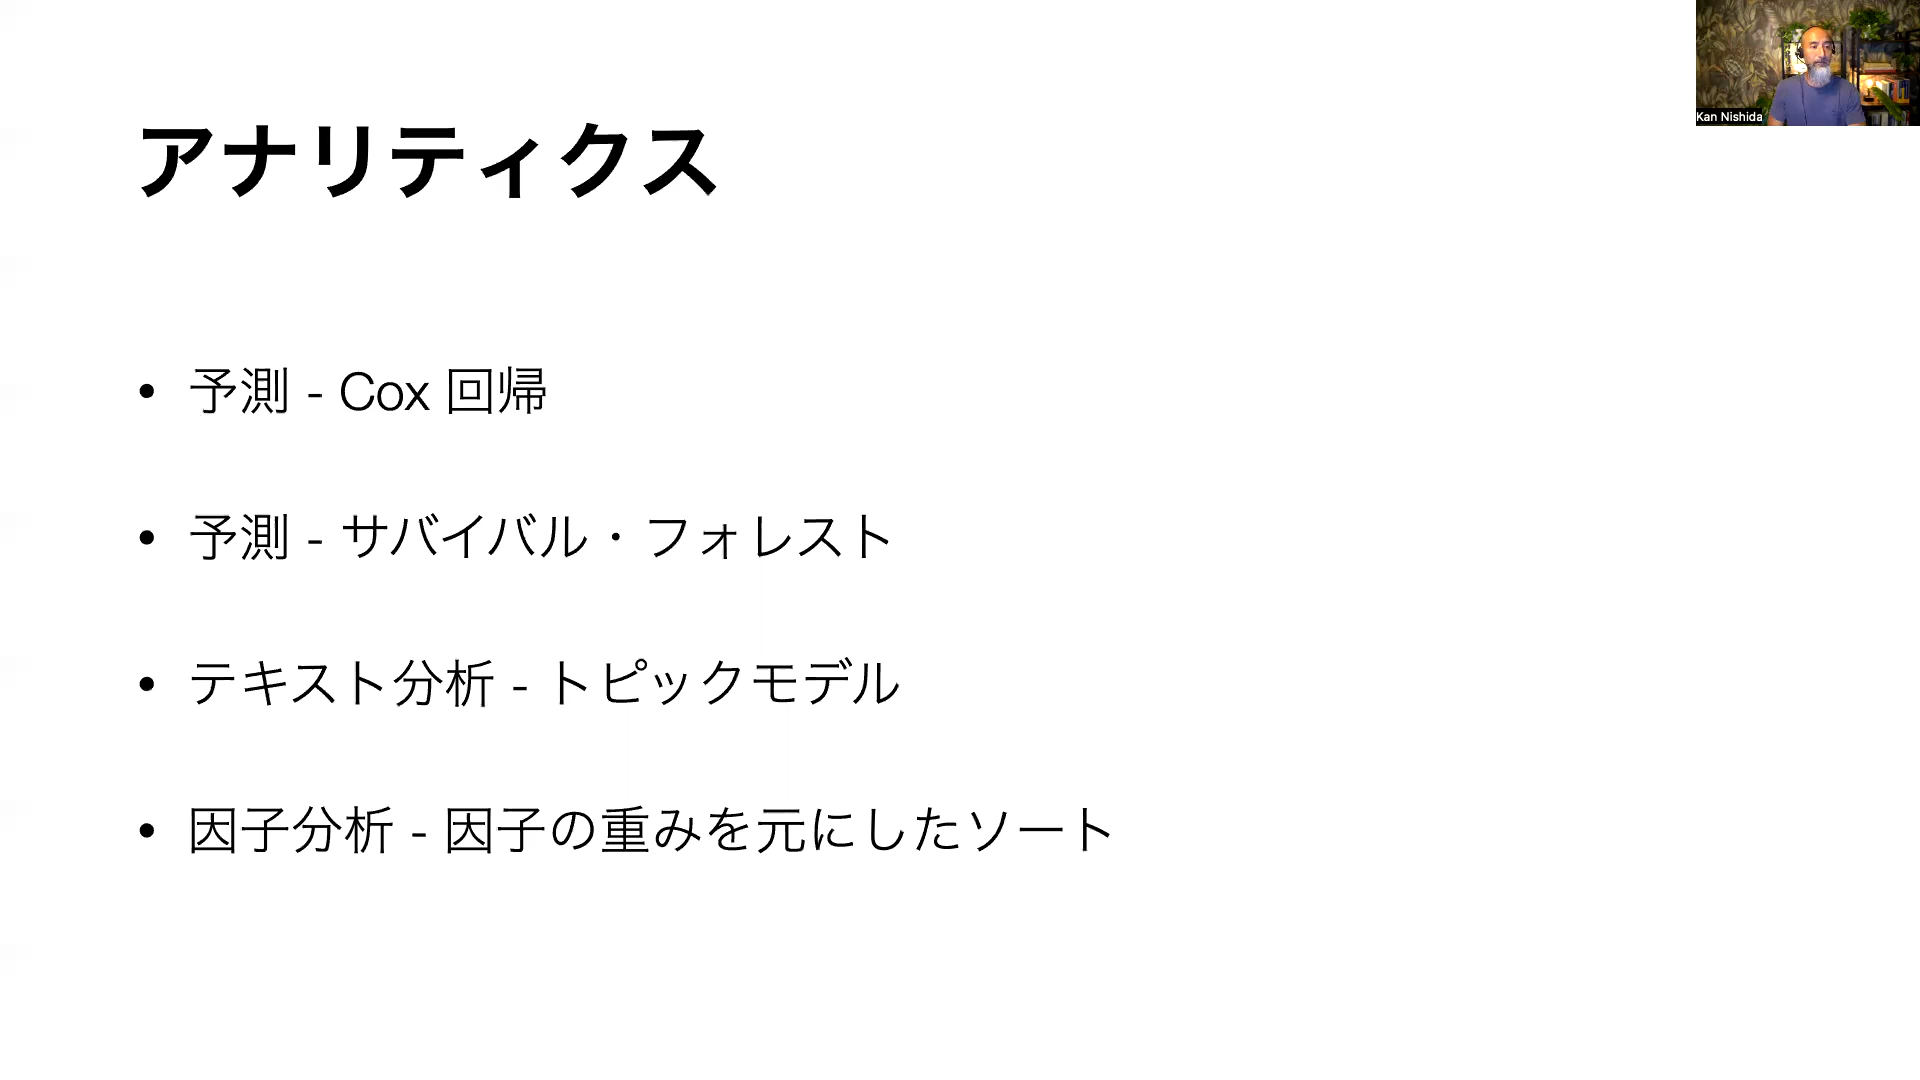 アナリティクス
Kan Nishida
• 予測 - Cox 回帰
• 予測 - サバイバル・フォレスト
• テキスト分析 - トピックモデル
• 因子分析 - 因子の重みを元にしたソート